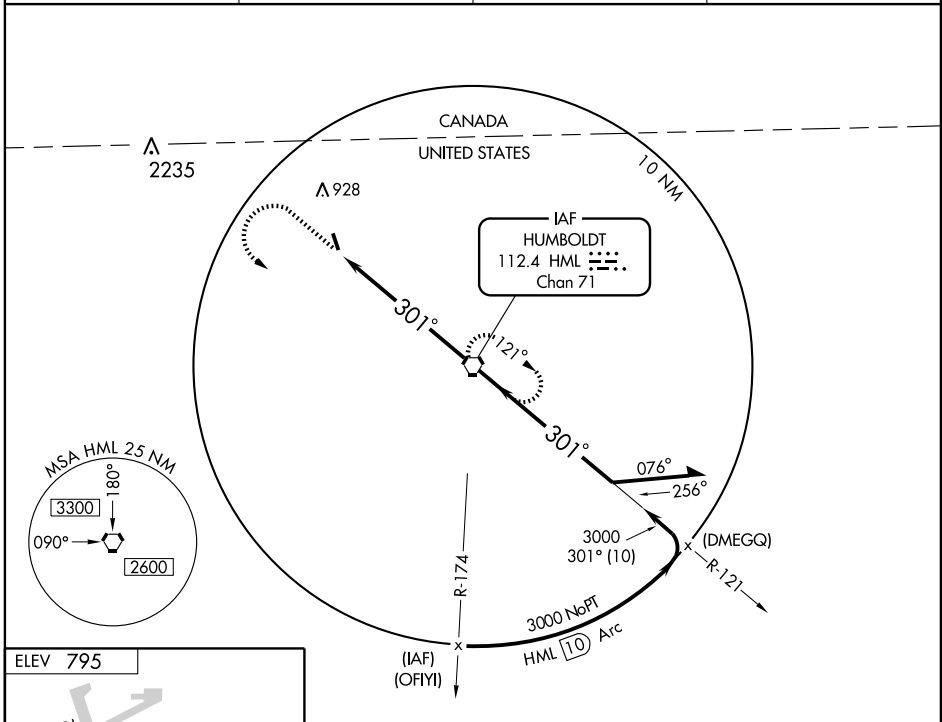 CANADA
UNITED STATES
2235
928
10 NM
IAF
HUMBOLDT
112.4 HML
Chan 71
301°
121°
301°
076°
256°
MSA HML 25 NM
180°
3300
090°
2600
3000
301° (10)
(DMEGQ)
R-121
R-174
3000 NoPT
HML 10 Arc
(IAF)
(OFIYI)
ELEV 795